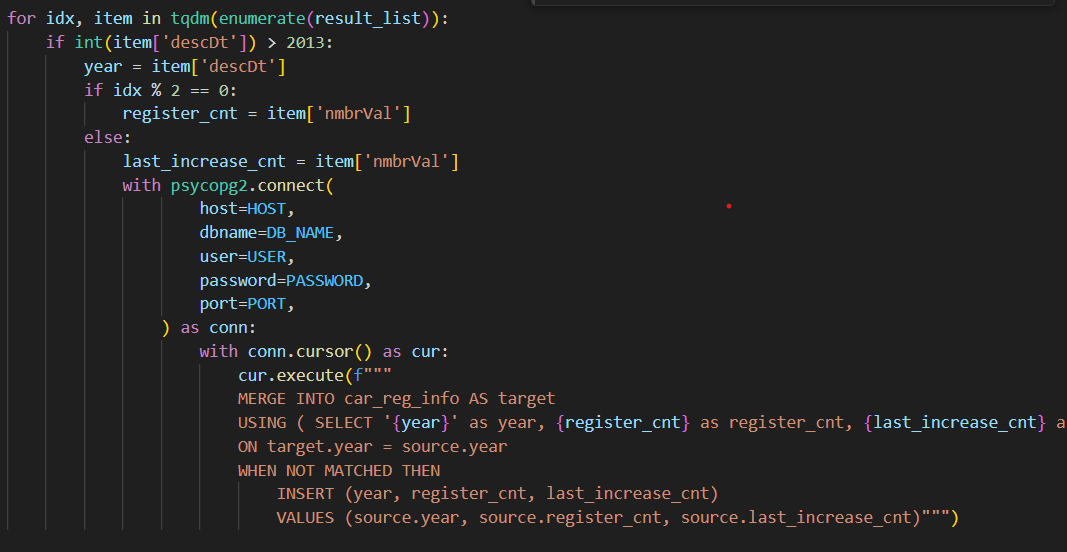 for idx, item in tqdm(enumerate(result_list)):
    if int(item['descDt']) > 2013:
        year = item['descDt']
        if idx % 2 == 0:
            register_cnt = item['nmbrVal']
        else:
            last_increase_cnt = item['nmbrVal']
            with psycopg2.connect(
                    host=HOST,
                    dbname=DB_NAME,
                    user=USER,
                    password=PASSWORD,
                    port=PORT,
                ) as conn:
                    with conn.cursor() as cur:
                        cur.execute(f"""
                        MERGE INTO car_reg_info AS target
                        USING ( SELECT '{year}' as year, {register_cnt} as register_cnt, {last_increase_cnt} a
                        ON target.year = source.year
                        WHEN NOT MATCHED THEN
                            INSERT (year, register_cnt, last_increase_cnt)
                            VALUES (source.year, source.register_cnt, source.last_increase_cnt)""")